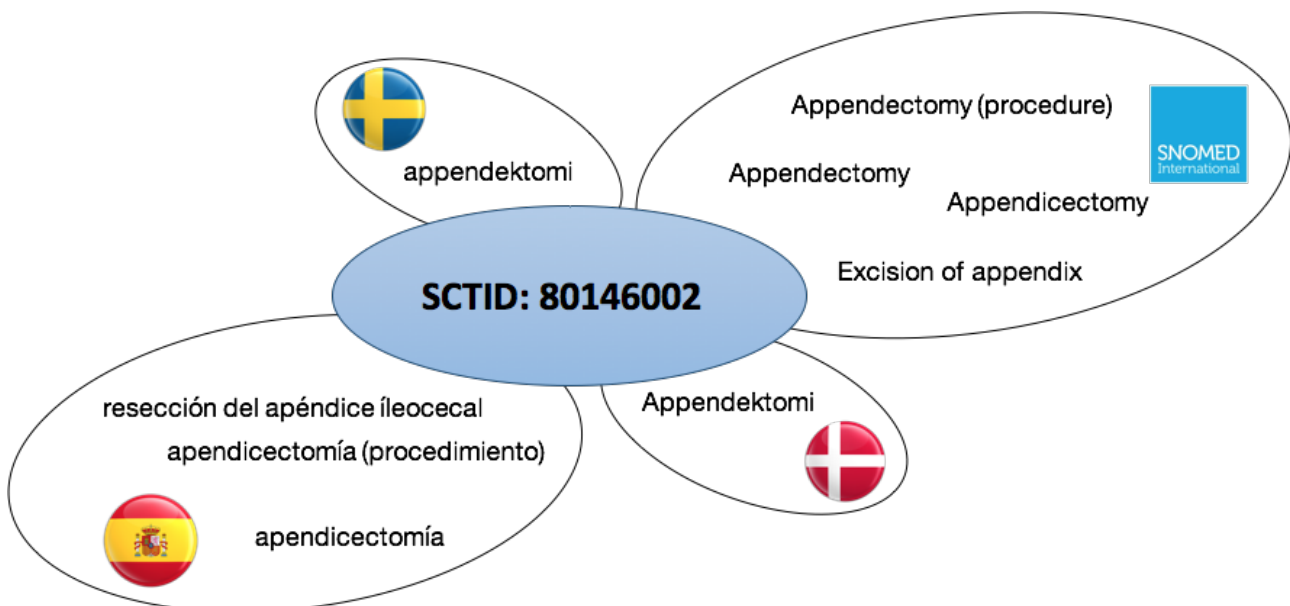 appendektomi
Appendectomy (procedure)
SNOMED
International
Appendectomy
Appendicectomy
Excision of appendix
SCTID: 80146002
resección del apéndice íleocecal
apendicectomía (procedimiento)
apendicectomía
Appendektomi